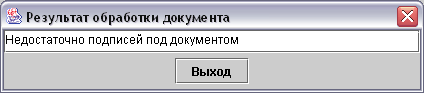 Результат обработки документа
Недостаточно подписей под документом
Выход